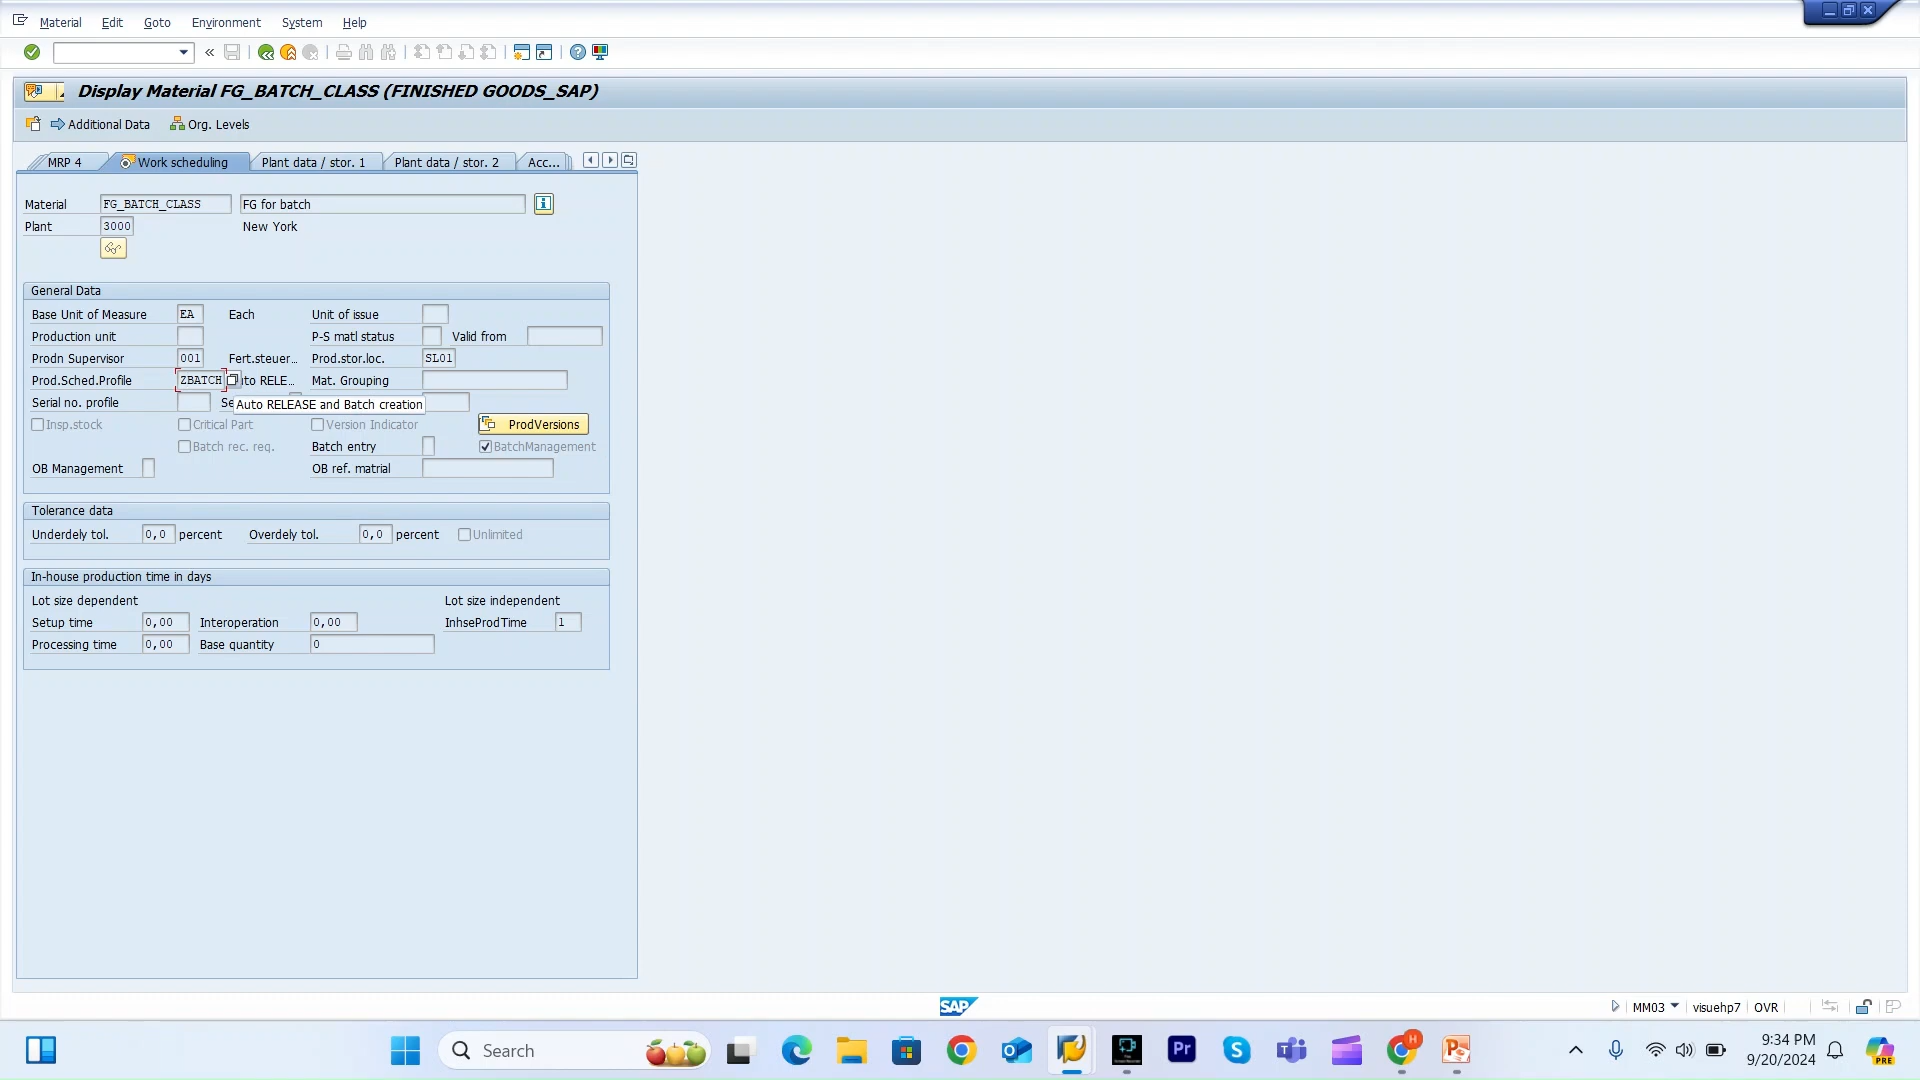 Material Edit Goto Environment System Help
Display Material FG_BATCH_CLASS (FINISHED GOODS_SAP)
Additional Data Org. Levels
MRP 4 Work scheduling Plant data / stor. 1 Plant data / stor. 2 Acc...
Material FG_BATCH_CLASS FG for batch
Plant 3000 New York
General Data
Base Unit of Measure EA Each Unit of issue
Production unit P-S matl status Valid from
Prodn Supervisor 001 Fert.steuer... Prod.stor.loc. SL01
Prod.Sched.Profile ZBATCH to RELE... Mat. Grouping
Serial no. profile Se
Auto RELEASE and Batch creation
Insp.stock Critical Part Version Indicator ProdVersions
Batch rec. req. Batch entry BatchManagement
OB Management OB ref. matrial
Tolerance data
Underdely tol. 0,0 percent Overdely tol. 0,0 percent Unlimited
In-house production time in days
Lot size dependent Lot size independent
Setup time 0,00 Interoperation 0,00 InhseProdTime 1
Processing time 0,00 Base quantity 0
SAP MM03 visuehp7 OVR
Search
9:34 PM
9/20/2024